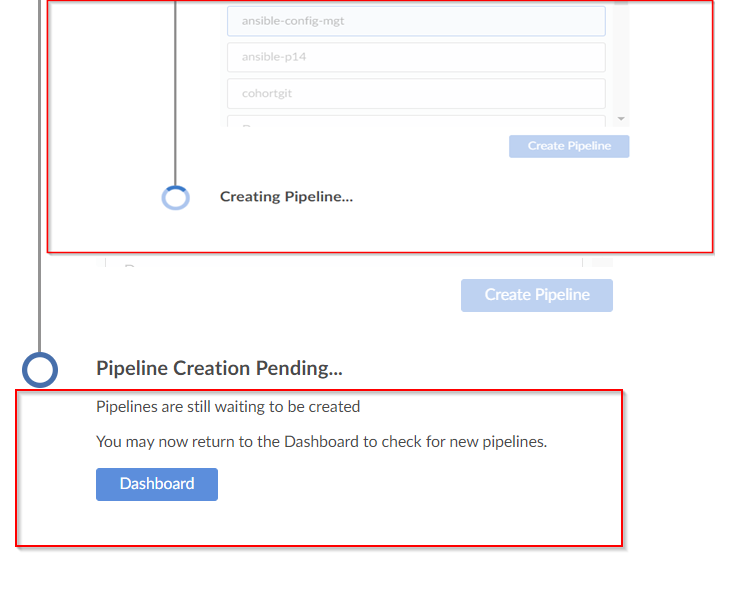 ansible-config-mgt
ansible-p14
cohortgit
Create Pipeline
Creating Pipeline...
Create Pipeline
Pipeline Creation Pending...
Pipelines are still waiting to be created
You may now return to the Dashboard to check for new pipelines.
Dashboard